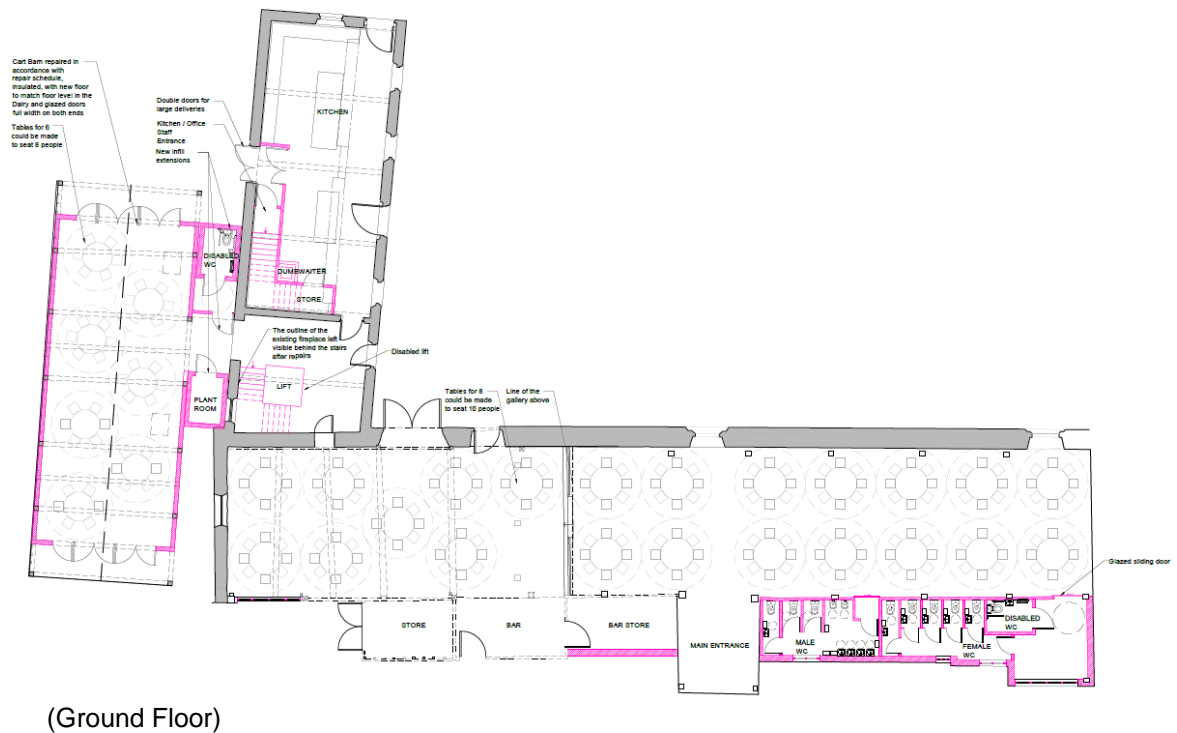 Cart Barn repaired in
accordance with
repair schedule,
insulated, with new floor
to match floor level in the
Dairy and glazed doors
full width on both ends
Tables for 6
could be made
to seat 8 people
Double doors for
large deliveries
Kitchen / Office
Staff
Entrance
New infill
extensions
KITCHEN
DISABLED
WC
DUMBWAITER
STORE
The outline of the
existing fireplace left
visible behind the stairs
after repairs
Disabled lift
LIFT
PLANT
ROOM
Tables for 8
could be made
to seat 10 people
Line of the
gallery above
Glazed sliding door
STORE
BAR
BAR STORE
MAIN ENTRANCE
MALE
WC
FEMALE
WC
DISABLED
WC
(Ground Floor)